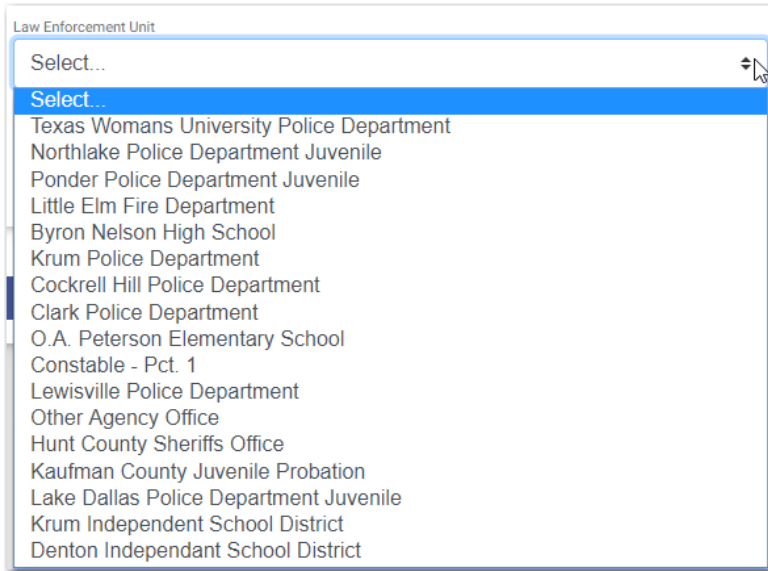 Law Enforcement Unit
Select...
Select...
Texas Womans University Police Department
Northlake Police Department Juvenile
Ponder Police Department Juvenile
Little Elm Fire Department
Byron Nelson High School
Krum Police Department
Cockrell Hill Police Department
Clark Police Department
O.A. Peterson Elementary School
Constable - Pct. 1
Lewisville Police Department
Other Agency Office
Hunt County Sheriffs Office
Kaufman County Juvenile Probation
Lake Dallas Police Department Juvenile
Krum Independent School District
Denton Independant School District